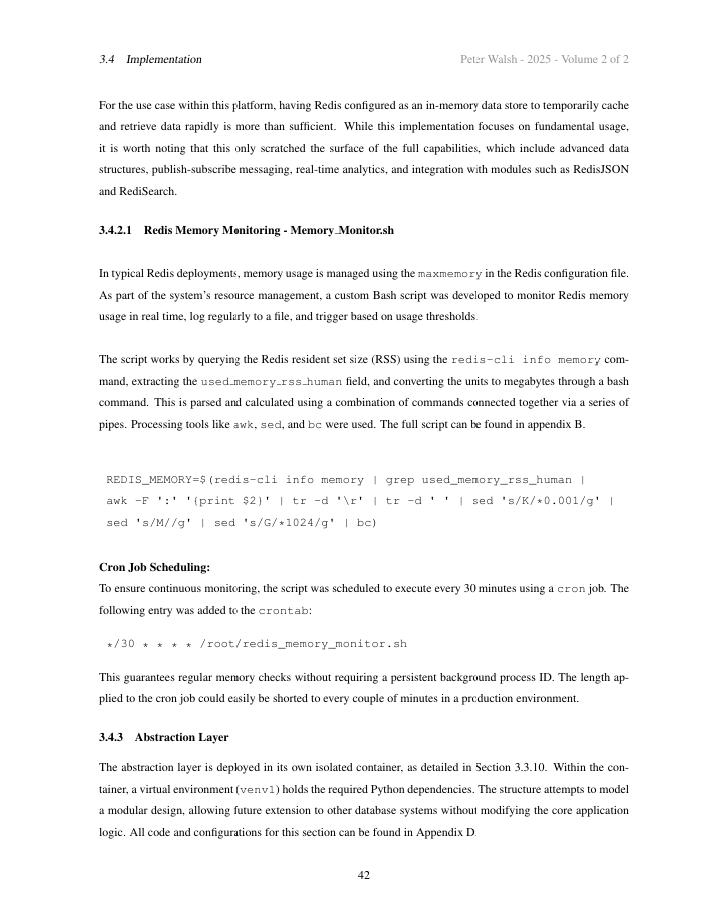 3.4 Implementation
Peter Walsh - 2025 - Volume 2 of 2
For the use case within this platform, having Redis configured as an in-memory data store to temporarily cache
and retrieve data rapidly is more than sufficient. While this implementation focuses on fundamental usage,
it is worth noting that this only scratched the surface of the full capabilities, which include advanced data
structures, publish-subscribe messaging, real-time analytics, and integration with modules such as RedisJSON
and RediSearch.
3.4.2.1 Redis Memory Monitoring - Memory_Monitor.sh
In typical Redis deployments, memory usage is managed using the maxmemory in the Redis configuration file.
As part of the system's resource management, a custom Bash script was developed to monitor Redis memory
usage in real time, log regularly to a file, and trigger based on usage thresholds.
The script works by querying the Redis resident set size (RSS) using the redis-cli info memory com-
mand, extracting the used_memory_rss_human field, and converting the units to megabytes through a bash
command. This is parsed and calculated using a combination of commands connected together via a series of
pipes. Processing tools like awk, sed, and bc were used. The full script can be found in appendix B.
REDIS_MEMORY=$(redis-cli info memory | grep used_memory_rss_human |
awk -F ':' '{print $2}' | tr -d '\r' | tr -d ' ' | sed 's/K/*0.001/g' |
sed 's/M//g' | sed 's/G/*1024/g' | bc)
Cron Job Scheduling:
To ensure continuous monitoring, the script was scheduled to execute every 30 minutes using a cron job. The
following entry was added to the crontab:
*/30 * * * * /root/redis_memory_monitor.sh
This guarantees regular memory checks without requiring a persistent background process ID. The length ap-
plied to the cron job could easily be shorted to every couple of minutes in a production environment.
3.4.3 Abstraction Layer
The abstraction layer is deployed in its own isolated container, as detailed in Section 3.3.10. Within the con-
tainer, a virtual environment (venv1) holds the required Python dependencies. The structure attempts to model
a modular design, allowing future extension to other database systems without modifying the core application
logic. All code and configurations for this section can be found in Appendix D.
42